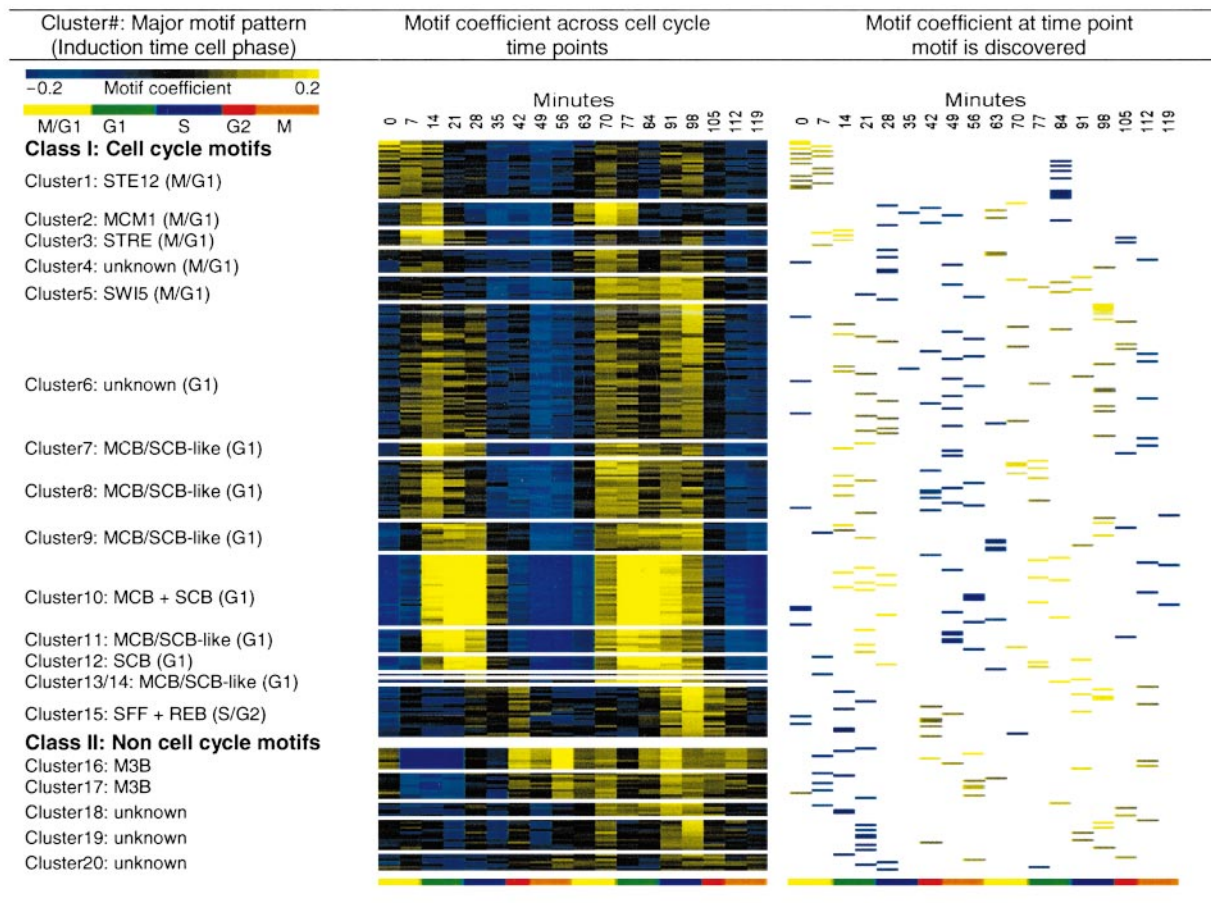 Cluster#: Major motif pattern
(Induction time cell phase)
Motif coefficient across cell cycle
time points
Motif coefficient at time point
motif is discovered
−0.2 Motif coefficient 0.2
M/G1 G1 S G2 M
Minutes
0 7 14 21 28 35 42 49 56 63 70 77 84 91 98 105 112 119
Minutes
0 7 14 21 28 35 42 49 56 63 70 77 84 91 98 105 112 119
Class I: Cell cycle motifs
Cluster1: STE12 (M/G1)
Cluster2: MCM1 (M/G1)
Cluster3: STRE (M/G1)
Cluster4: unknown (M/G1)
Cluster5: SWI5 (M/G1)
Cluster6: unknown (G1)
Cluster7: MCB/SCB-like (G1)
Cluster8: MCB/SCB-like (G1)
Cluster9: MCB/SCB-like (G1)
Cluster10: MCB + SCB (G1)
Cluster11: MCB/SCB-like (G1)
Cluster12: SCB (G1)
Cluster13/14: MCB/SCB-like (G1)
Cluster15: SFF + REB (S/G2)
Class II: Non cell cycle motifs
Cluster16: M3B
Cluster17: M3B
Cluster18: unknown
Cluster19: unknown
Cluster20: unknown